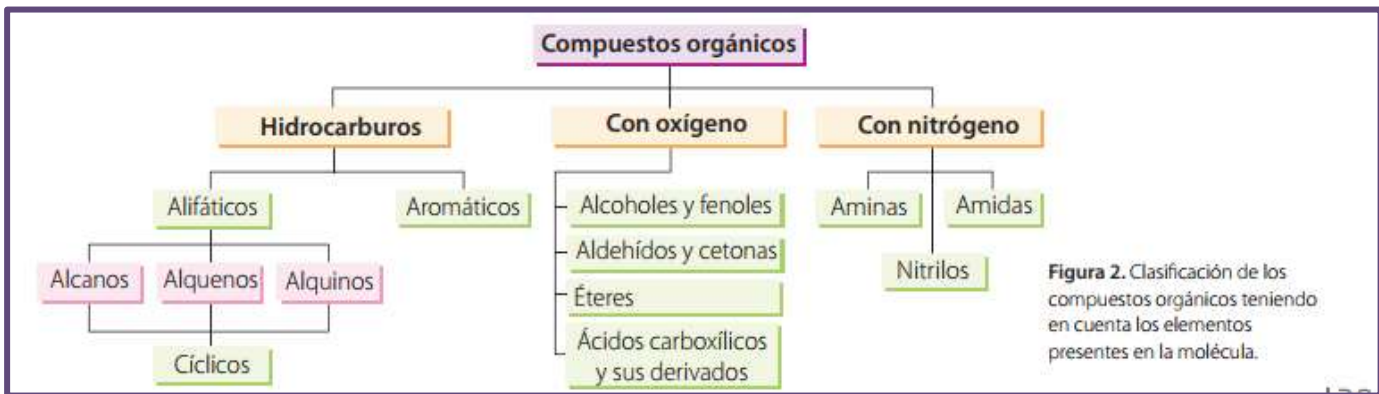 Compuestos orgánicos
Hidrocarburos
Con oxígeno
Con nitrógeno
Alifáticos
Aromáticos
Alcanos
Alquenos
Alquinos
Cíclicos
Alcoholes y fenoles
Aldehídos y cetonas
Éteres
Ácidos carboxílicos
y sus derivados
Aminas
Amidas
Nitrilos
Figura 2. Clasificación de los
compuestos orgánicos teniendo
en cuenta los elementos
presentes en la molécula.